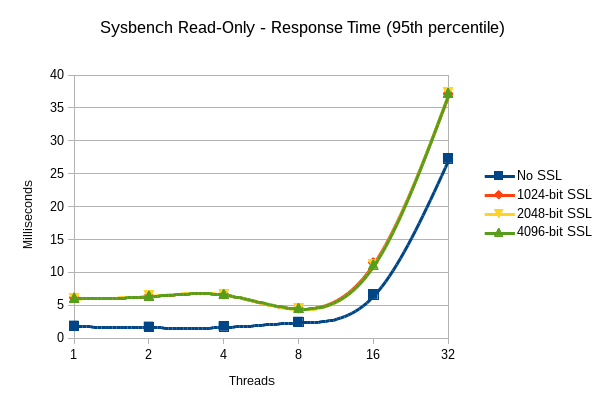 Sysbench Read-Only - Response Time (95th percentile)
40
35
30
25
20
15
10
5
0
Milliseconds
1 2 4 8 16 32
Threads
No SSL
1024-bit SSL
2048-bit SSL
4096-bit SSL